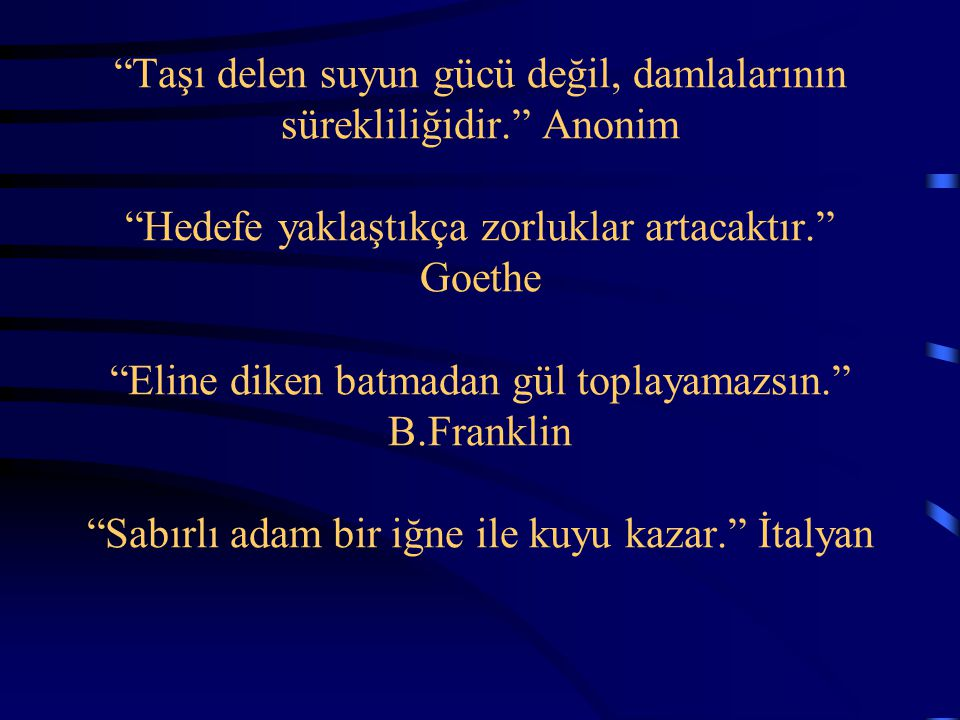 “Taşı delen suyun gücü değil, damlalarının
sürekliliğidir.” Anonim
“Hedefe yaklaştıkça zorluklar artacaktır.”
Goethe
“Eline diken batmadan gül toplayamazsın.”
B.Franklin
“Sabırlı adam bir iğne ile kuyu kazar.” İtalyan